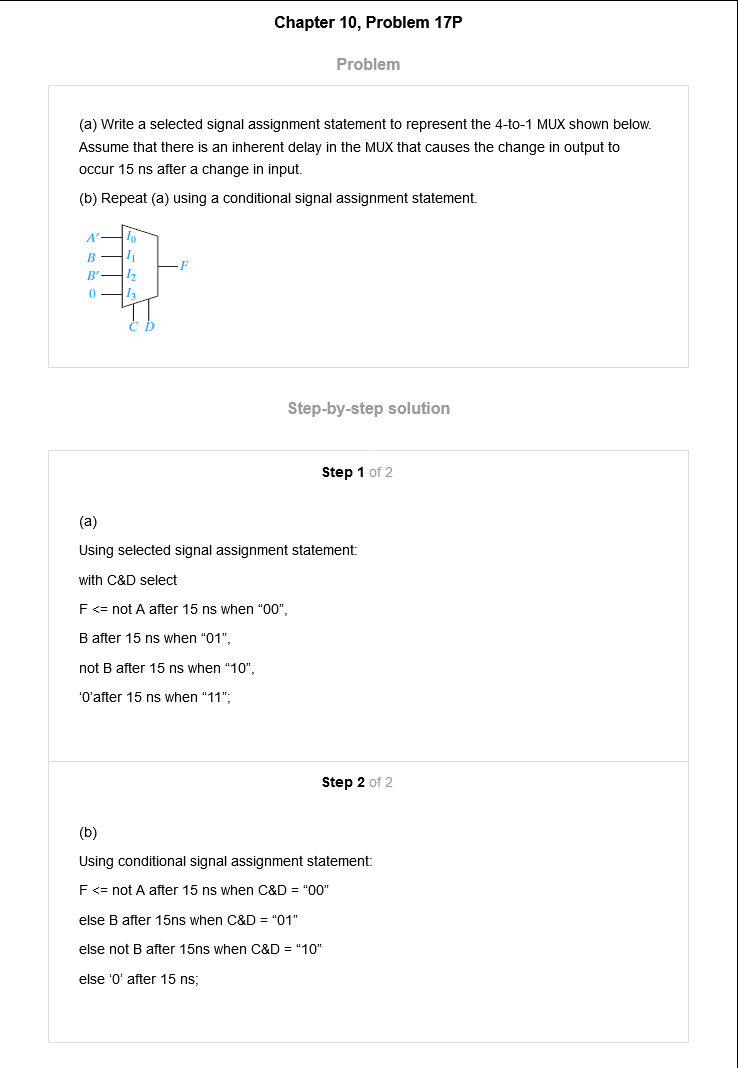 Chapter 10, Problem 17P
Problem
(a) Write a selected signal assignment statement to represent the 4-to-1 MUX shown below.
Assume that there is an inherent delay in the MUX that causes the change in output to
occur 15 ns after a change in input.
(b) Repeat (a) using a conditional signal assignment statement.
A' I0
B I1
B' I2
0 I3
F
C D
Step-by-step solution
Step 1 of 2
(a)
Using selected signal assignment statement:
with C&D select
F <= not A after 15 ns when “00”,
B after 15 ns when “01”,
not B after 15 ns when “10”,
‘0’after 15 ns when “11”;
Step 2 of 2
(b)
Using conditional signal assignment statement:
F <= not A after 15 ns when C&D = “00”
else B after 15ns when C&D = “01”
else not B after 15ns when C&D = “10”
else ‘0’ after 15 ns;